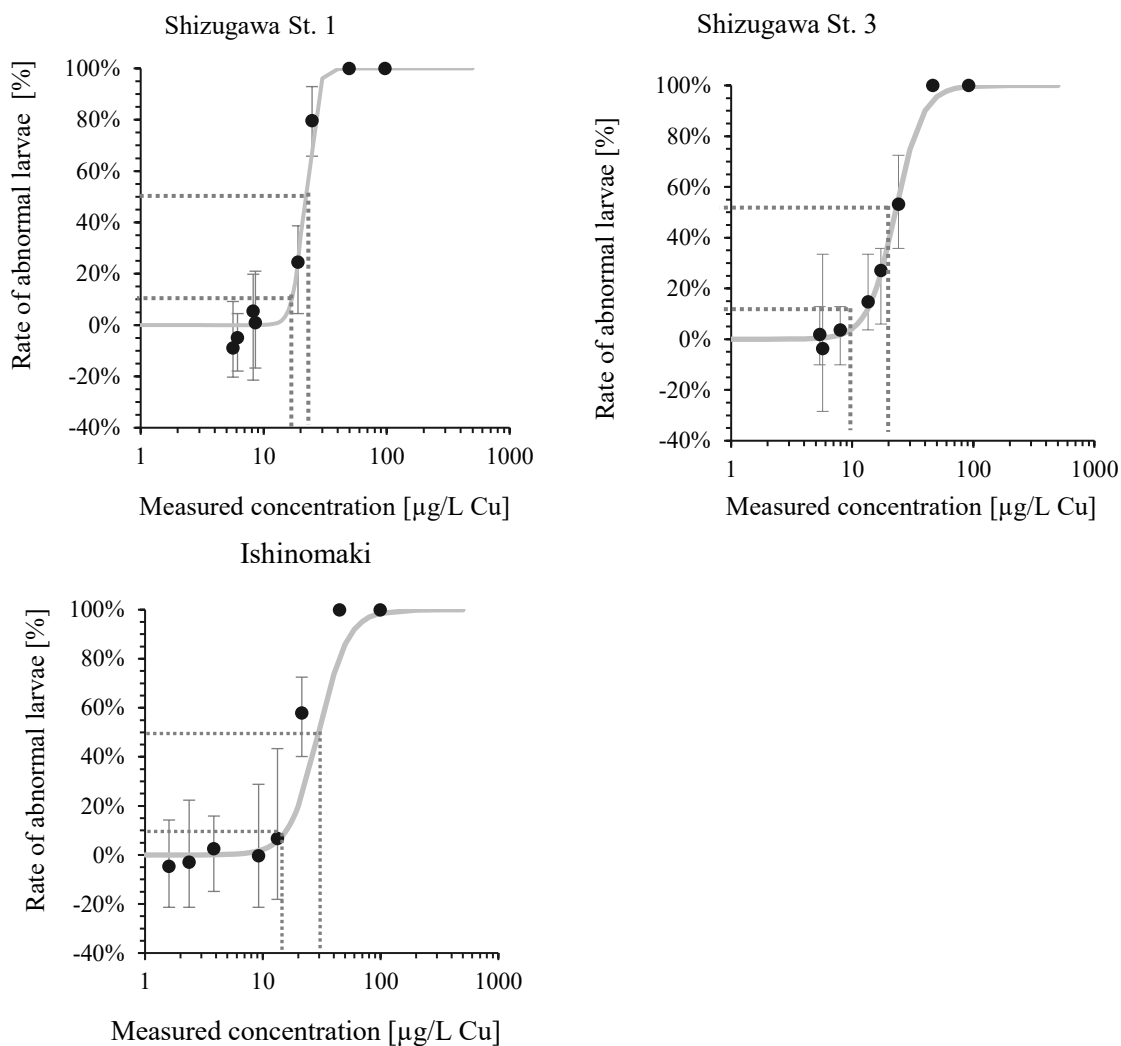 Shizugawa St. 1
Rate of abnormal larvae [%]
100%
80%
60%
40%
20%
0%
-20%
-40%
1 10 100 1000
Measured concentration [µg/L Cu]
Shizugawa St. 3
Rate of abnormal larvae [%]
100%
80%
60%
40%
20%
0%
-20%
-40%
1 10 100 1000
Measured concentration [µg/L Cu]
Ishinomaki
Rate of abnormal larvae [%]
100%
80%
60%
40%
20%
0%
-20%
-40%
1 10 100 1000
Measured concentration [µg/L Cu]